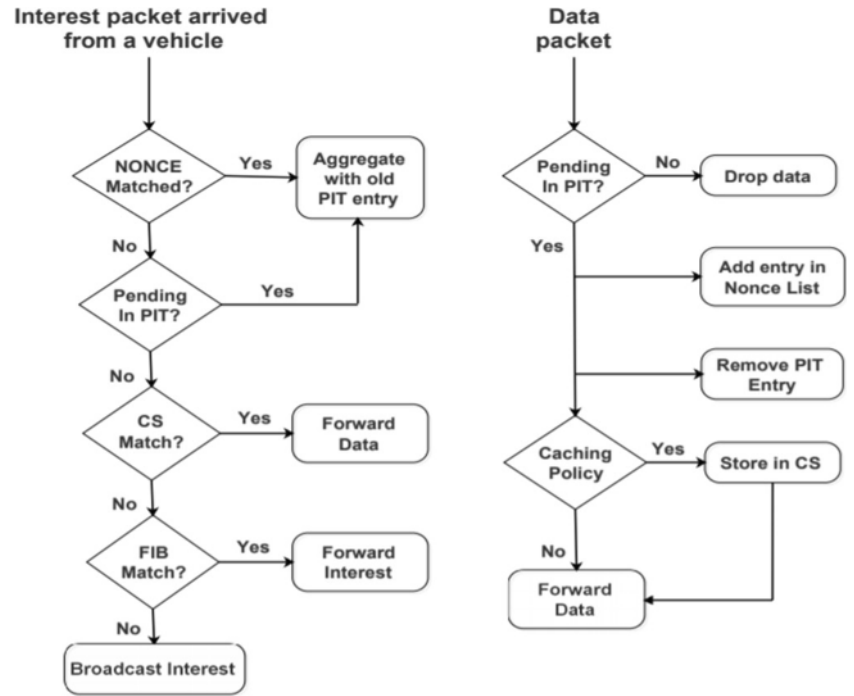 Interest packet arrived
from a vehicle
NONCE
Matched?
Yes
Aggregate
with old
PIT entry
No
Pending
In PIT?
Yes
No
CS
Match?
Yes
Forward
Data
No
FIB
Match?
Yes
Forward
Interest
No
Broadcast Interest
Data
packet
Pending
In PIT?
No
Drop data
Yes
Add entry in
Nonce List
Remove PIT
Entry
Caching
Policy
Yes
Store in CS
No
Forward
Data